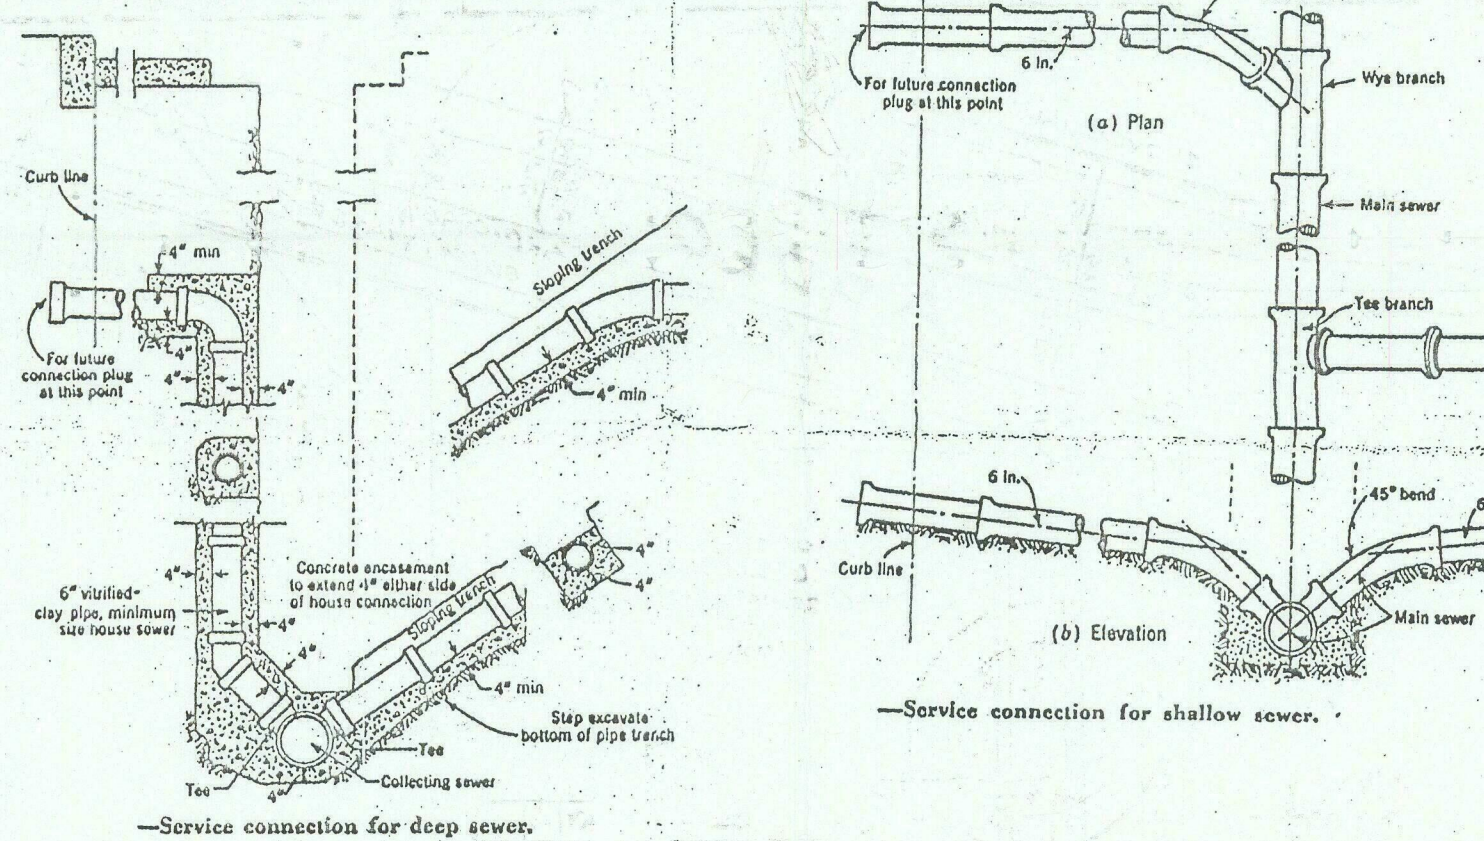 Curb line
4" min
For future
connection plug
at this point
4"
4"
4"
Sloping trench
4" min
4"
6" vitrified-
clay pipe, minimum
size house sewer
4"
Concrete encasement
to extend 4" either side
of house connection
Sloping trench
4"
4"
4"
4" min
Step excavate
bottom of pipe trench
Tee
Tee
4"
Collecting sewer
—Service connection for deep sewer.
6 In.
For future connection
plug at this point
(a) Plan
Wye branch
Main sewer
Tee branch
6 In.
45° bend
6
Curb line
(b) Elevation
Main sewer
—Service connection for shallow sewer.